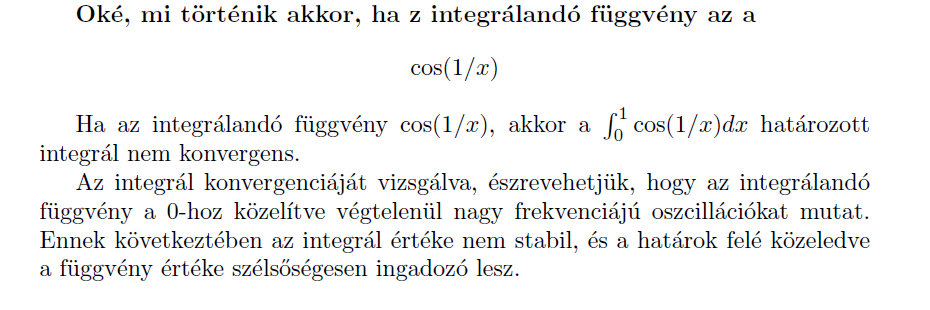 Oké, mi történik akkor, ha z integrálandó függvény az a
cos(1/x)
Ha az integrálandó függvény cos(1/x), akkor a ∫₀¹ cos(1/x)dx határozott
integrál nem konvergens.
Az integrál konvergenciáját vizsgálva, észrevehetjük, hogy az integrálandó
függvény a 0-hoz közelítve végtelenül nagy frekvenciájú oszcillációkat mutat.
Ennek következtében az integrál értéke nem stabil, és a határok felé közeledve
a függvény értéke szélsőségesen ingadozó lesz.